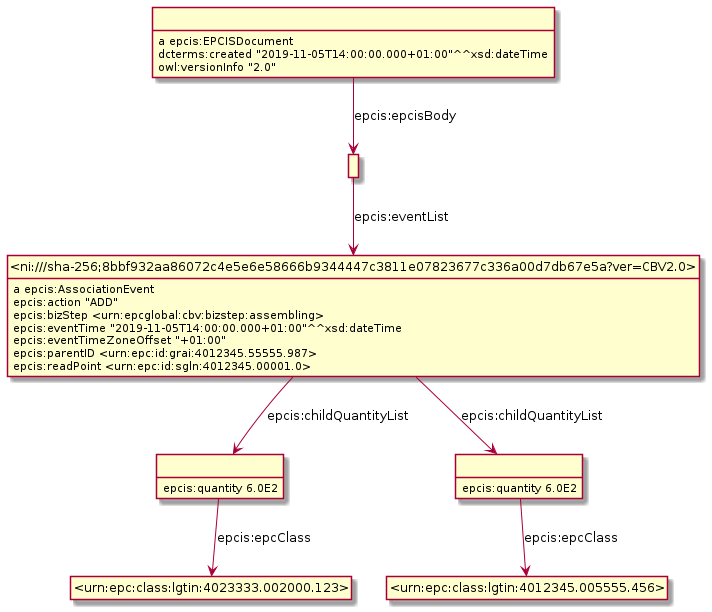 a epcis:EPCISDocument
dcterms:created "2019-11-05T14:00:00.000+01:00"^^xsd:dateTime
owl:versionInfo "2.0"
epcis:epcisBody
epcis:eventList
<ni:///sha-256;8bbf932aa86072c4e5e6e58666b9344447c3811e07823677c336a00d7db67e5a?ver=CBV2.0>
a epcis:AssociationEvent
epcis:action "ADD"
epcis:bizStep <urn:epcglobal:cbv:bizstep:assembling>
epcis:eventTime "2019-11-05T14:00:00.000+01:00"^^xsd:dateTime
epcis:eventTimeZoneOffset "+01:00"
epcis:parentID <urn:epc:id:grai:4012345.55555.987>
epcis:readPoint <urn:epc:id:sgln:4012345.00001.0>
epcis:childQuantityList
epcis:childQuantityList
epcis:quantity 6.0E2
epcis:quantity 6.0E2
epcis:epcClass
epcis:epcClass
<urn:epc:class:lgtin:4023333.002000.123>
<urn:epc:class:lgtin:4012345.005555.456>